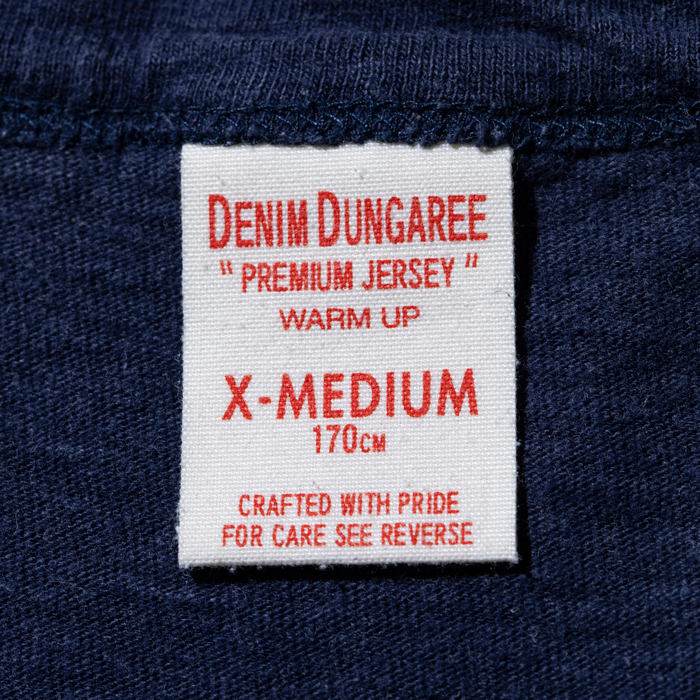 DENIM DUNGAREE
" PREMIUM JERSEY "
WARM UP
X-MEDIUM
170CM
CRAFTED WITH PRIDE
FOR CARE SEE REVERSE